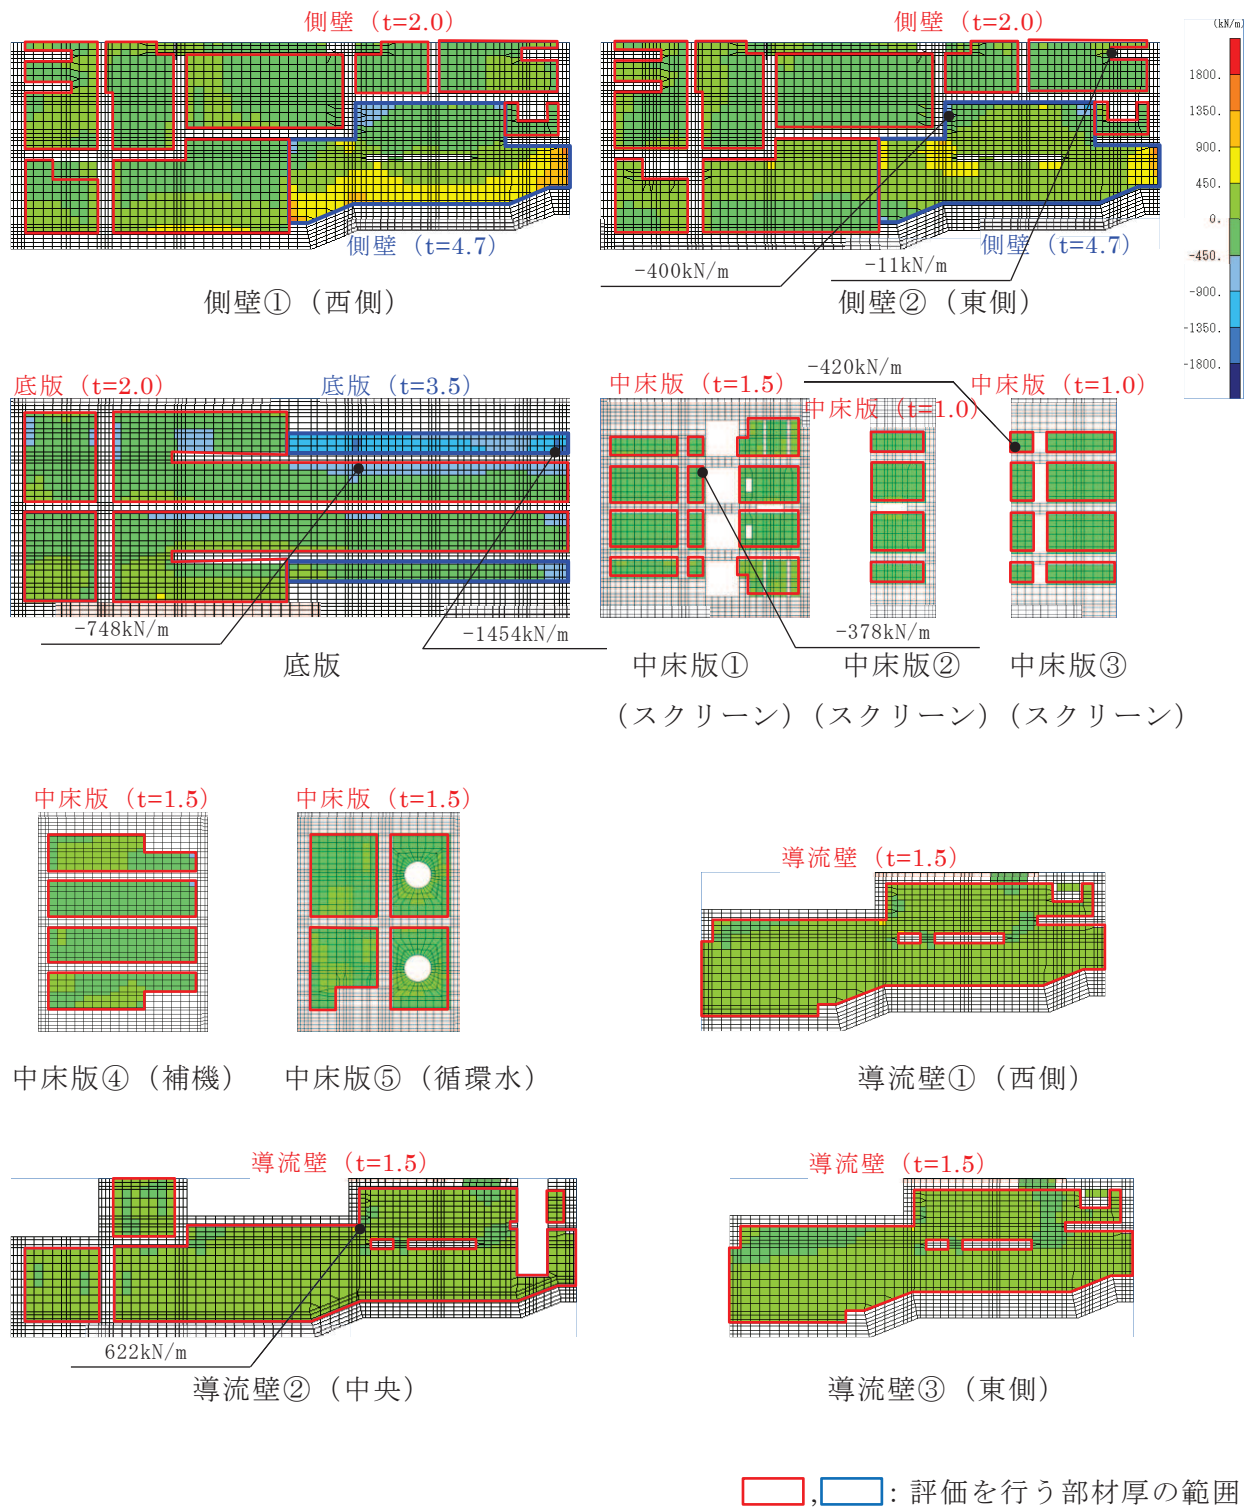 側壁（t=2.0） 側壁（t=2.0） (kN/m)
1800.
1350.
900.
450.
0.
-450.
-900.
-1350.
-1800.
側壁（t=4.7） 側壁（t=4.7）
-400kN/m -11kN/m
側壁①（西側） 側壁②（東側）
底版（t=2.0） 底版（t=3.5） 中床版（t=1.5） -420kN/m 中床版（t=1.0）
中床版（t=1.0）
-748kN/m -1454kN/m -378kN/m
底版 中床版① 中床版② 中床版③
（スクリーン）（スクリーン）（スクリーン）
中床版（t=1.5） 中床版（t=1.5）
導流壁（t=1.5）
中床版④（補機） 中床版⑤（循環水） 導流壁①（西側）
導流壁（t=1.5） 導流壁（t=1.5）
622kN/m
導流壁②（中央） 導流壁③（東側）
,：評価を行う部材厚の範囲